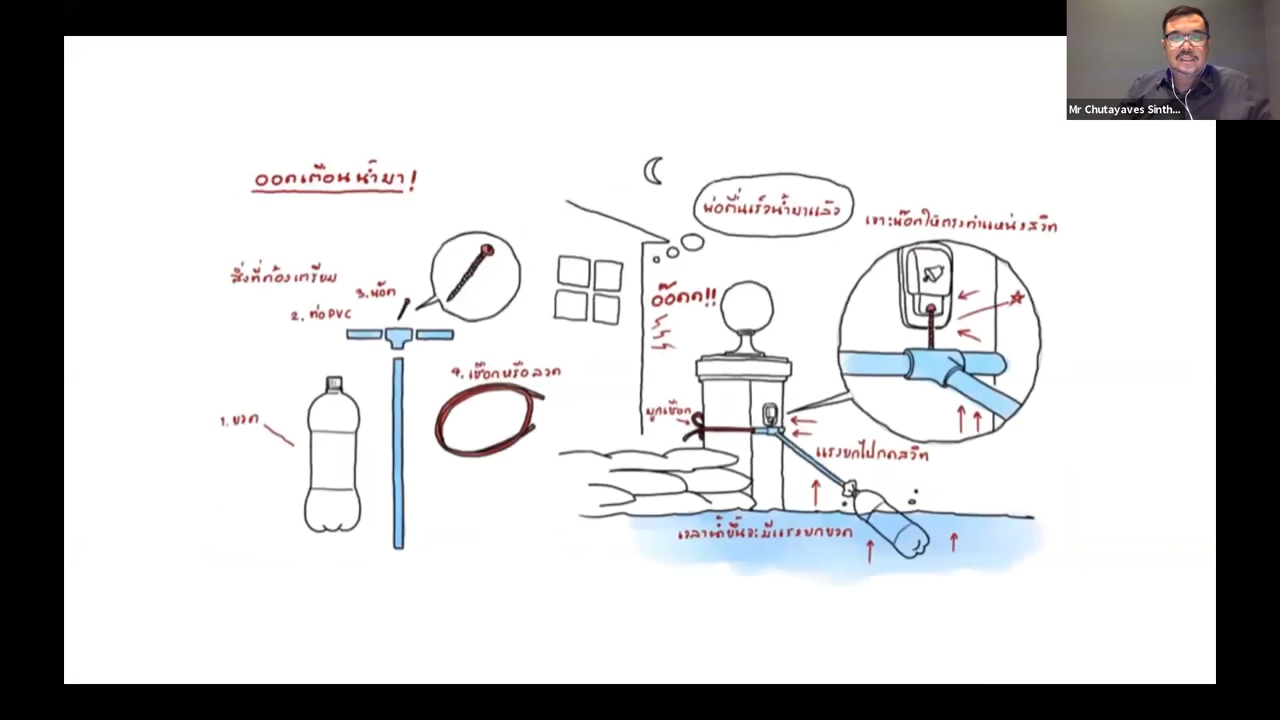 Mr Chutayaves Sinth...
ออดเตือนน้ำมา!
พ่อตื่นเร็วน้ำมาแล้ว
เจาะน๊อตให้ตรงตำแหน่งสวิท
สิ่งที่ต้องเตรียม
3. น๊อต
2. ท่อ PVC
อ๊อดด!!
4. เชือกหรือลวด
1. ขวด
ผูกเชือก
แรงยกไปกดสวิท
เวลาน้ำขึ้นจะมีแรงยกขวด